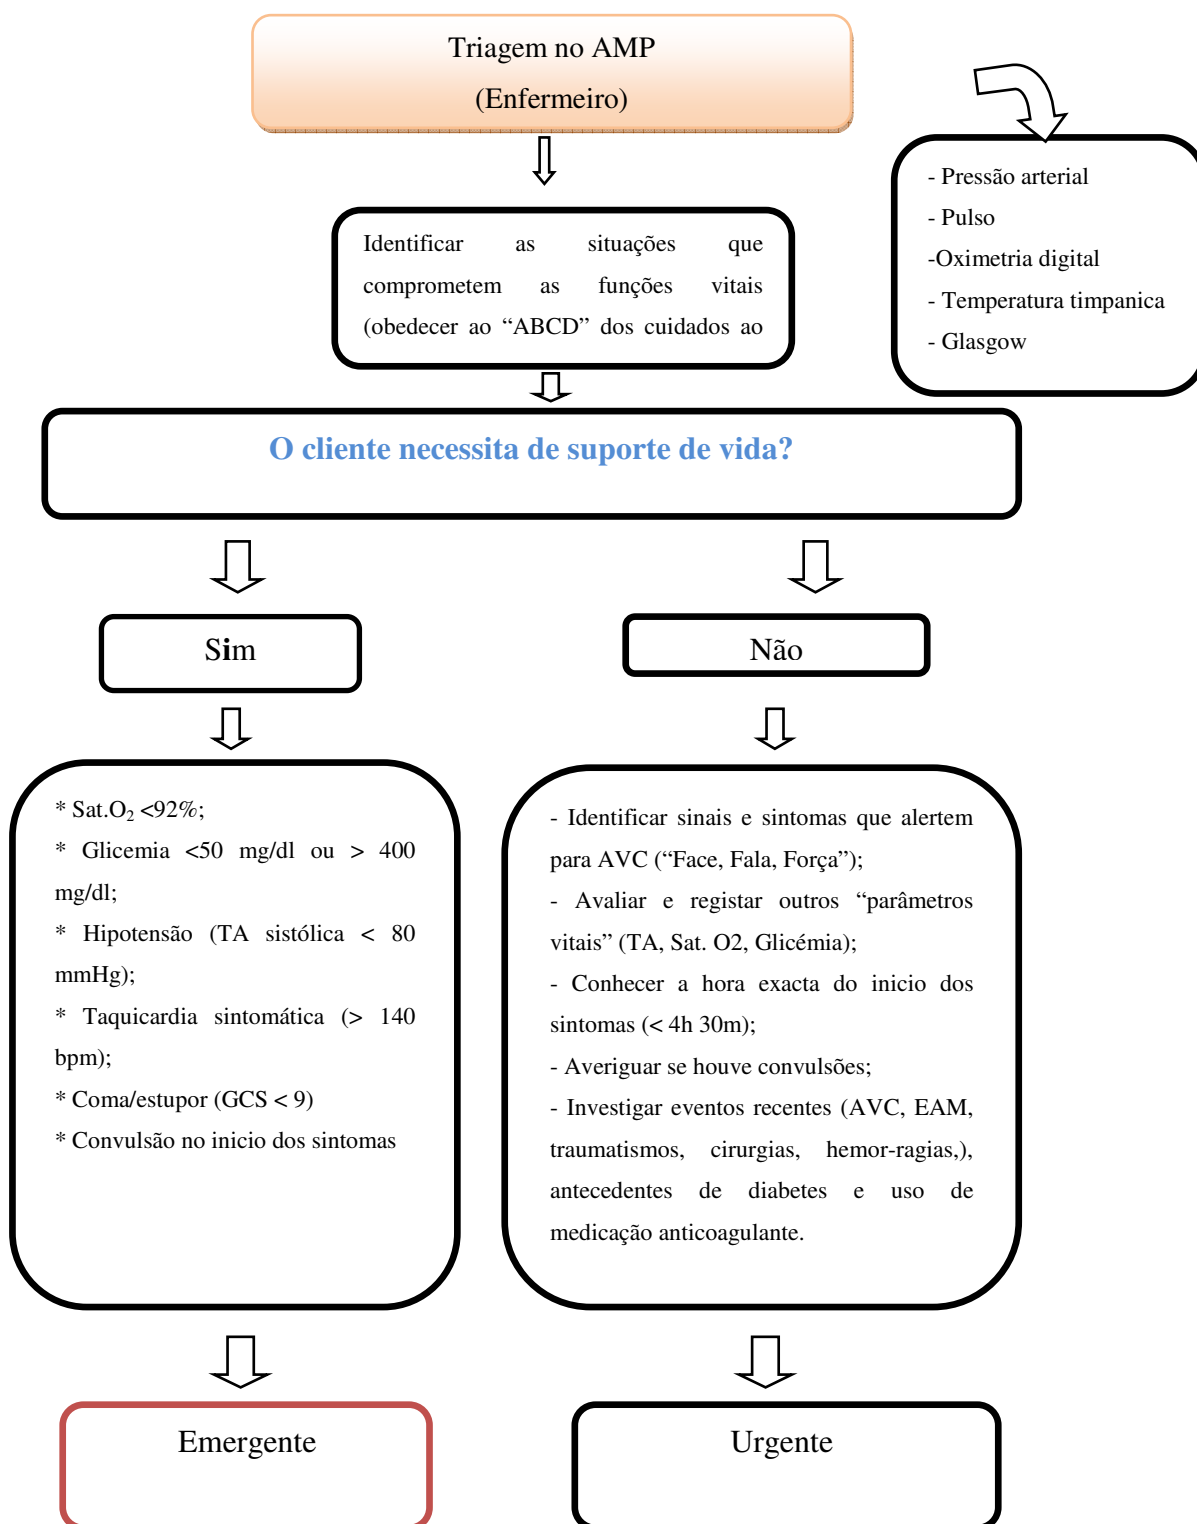 Triagem no AMP
(Enfermeiro)
- Pressão arterial
- Pulso
-Oximetria digital
- Temperatura timpanica
- Glasgow
Identificar as situações que
comprometem as funções vitais
(obedecer ao “ABCD” dos cuidados ao
O cliente necessita de suporte de vida?
Sim
Não
* Sat.O₂ <92%;
* Glicemia <50 mg/dl ou > 400
mg/dl;
* Hipotensão (TA sistólica < 80
mmHg);
* Taquicardia sintomática (> 140
bpm);
* Coma/estupor (GCS < 9)
* Convulsão no inicio dos sintomas
- Identificar sinais e sintomas que alertem
para AVC (“Face, Fala, Força”);
- Avaliar e registar outros “parâmetros
vitais” (TA, Sat. O2, Glicémia);
- Conhecer a hora exacta do inicio dos
sintomas (< 4h 30m);
- Averiguar se houve convulsões;
- Investigar eventos recentes (AVC, EAM,
traumatismos, cirurgias, hemor-ragias,),
antecedentes de diabetes e uso de
medicação anticoagulante.
Emergente
Urgente